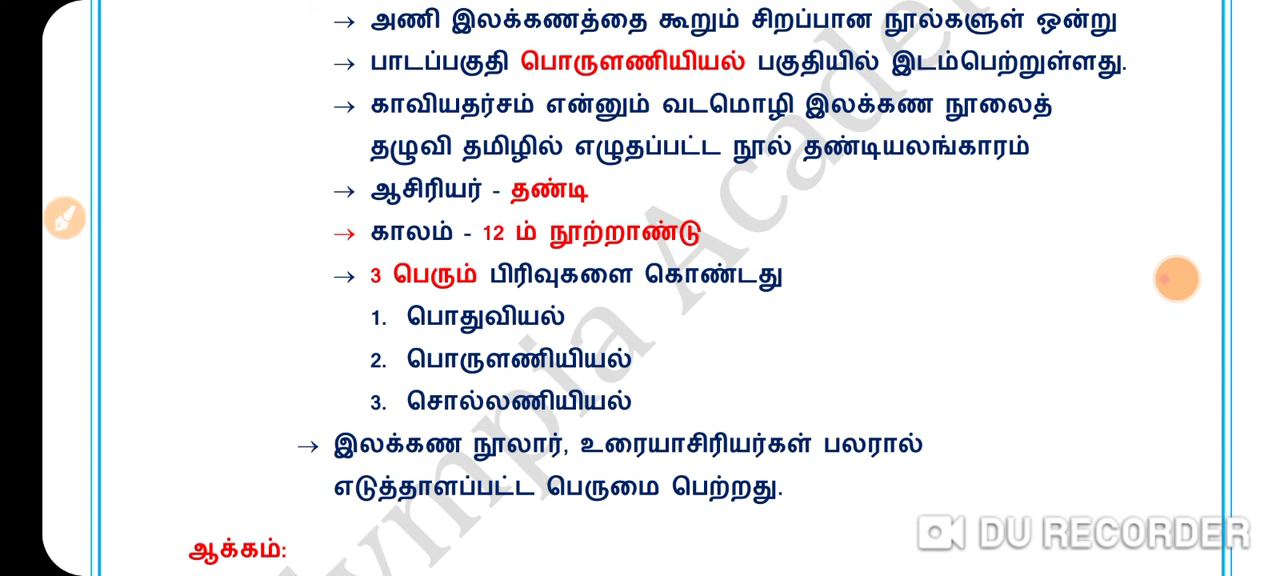 → அணி இலக்கணத்தை கூறும் சிறப்பான நூல்களுள் ஒன்று
→ பாடப்பகுதி பொருளணியியல் பகுதியில் இடம்பெற்றுள்ளது.
→ காவியதர்சம் என்னும் வடமொழி இலக்கண நூலைத்
தழுவி தமிழில் எழுதப்பட்ட நூல் தண்டியலங்காரம்
→ ஆசிரியர் - தண்டி
→ காலம் - 12 ம் நூற்றாண்டு
→ 3 பெரும் பிரிவுகளை கொண்டது
1. பொதுவியல்
2. பொருளணியியல்
3. சொல்லணியியல்
→ இலக்கண நூலார், உரையாசிரியர்கள் பலரால்
எடுத்தாளப்பட்ட பெருமை பெற்றது.
ஆக்கம்:
DU RECORDER